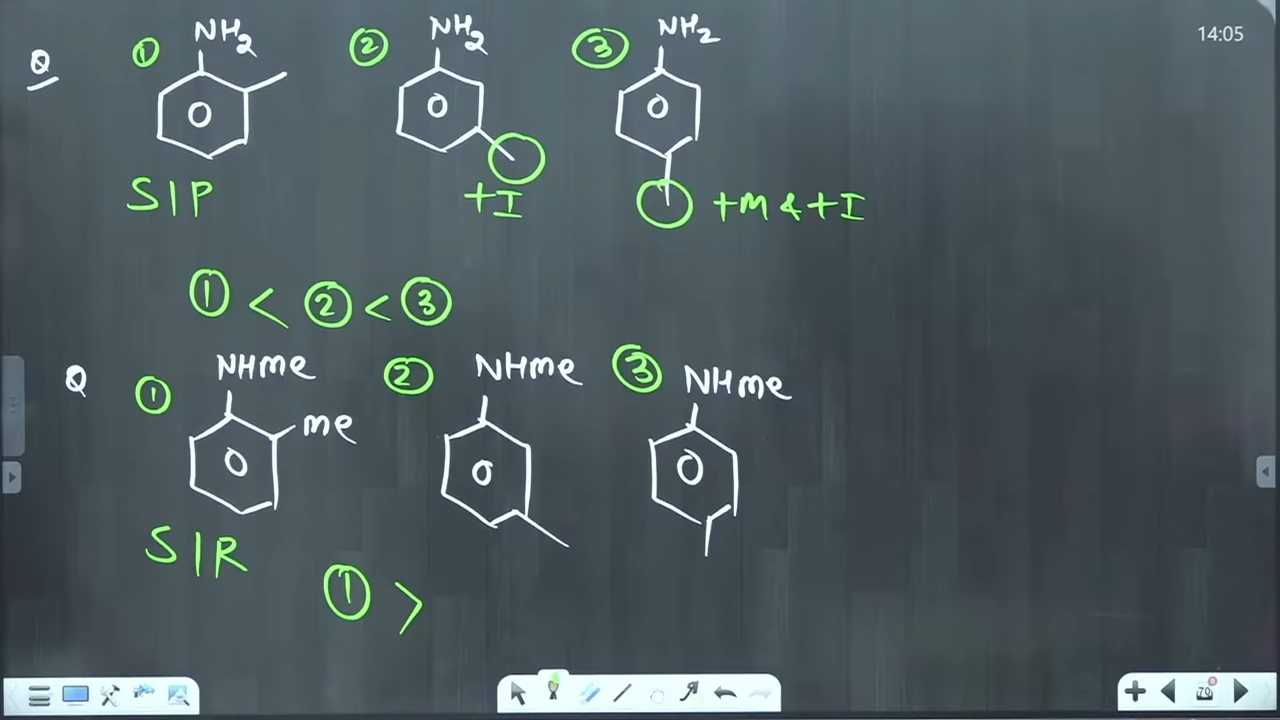 14:05
Q ① NH2 ② NH2 ③ NH2
SIP +I +M & +I
① < ② < ③
Q ① NHme ② NHme ③ NHme
me
SIR
① >
70